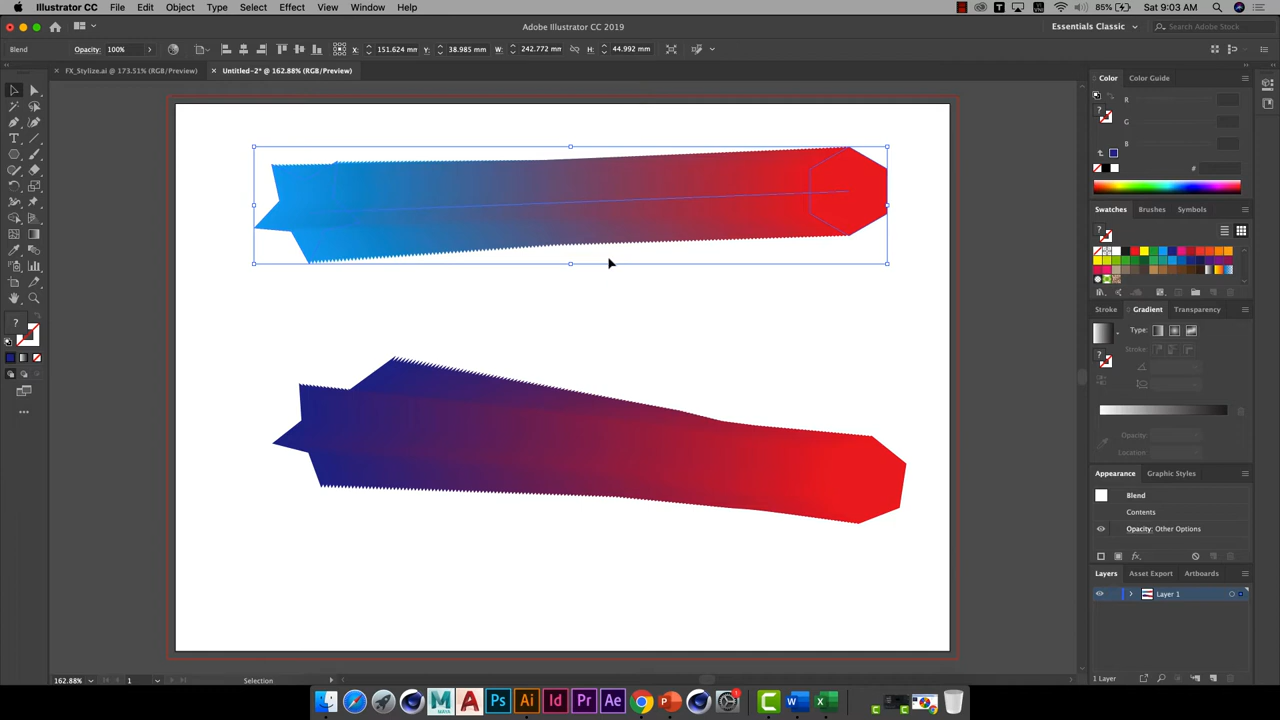 Illustrator CC File Edit Object Type Select Effect View Window Help 85% Sat 9:03 AM
Adobe Illustrator CC 2019
Essentials Classic Search Adobe Stock
Blend Opacity: 100% X: 151.624 mm Y: 38.985 mm W: 242.772 mm H: 44.992 mm
× FX_Stylize.ai @ 173.51% (RGB/Preview) × Untitled-2* @ 162.88% (RGB/Preview)
Color Color Guide
R
G
B
#
Swatches Brushes Symbols
Stroke Gradient Transparency
Type:
Stroke:
Opacity:
Location:
Appearance Graphic Styles
Blend
Contents
Opacity: Other Options
fx.
Layers Asset Export Artboards
Layer 1
162.88% 1 Selection
1 Layer